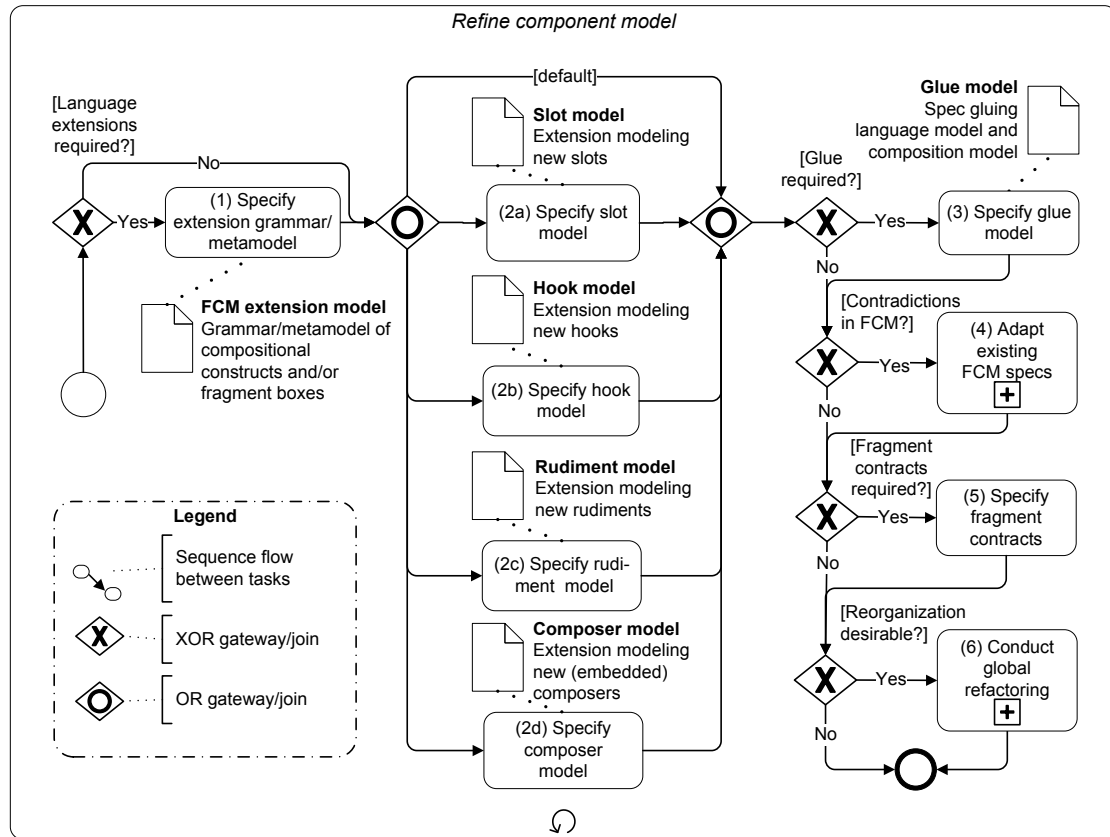 Refine component model
[default]
[Language
extensions
required?]
No
Yes
(1) Specify
extension grammar/
metamodel
FCM extension model
Grammar/metamodel of
compositional
constructs and/or
fragment boxes
Slot model
Extension modeling
new slots
(2a) Specify slot
model
Hook model
Extension modeling
new hooks
(2b) Specify hook
model
Rudiment model
Extension modeling
new rudiments
(2c) Specify rudi-
ment model
Composer model
Extension modeling
new (embedded)
composers
(2d) Specify
composer
model
Glue model
Spec gluing
language model and
composition model
[Glue
required?]
Yes
(3) Specify glue
model
No
[Contradictions
in FCM?]
Yes
(4) Adapt
existing
FCM specs
No
[Fragment
contracts
required?]
Yes
(5) Specify
fragment
contracts
No
[Reorganization
desirable?]
Yes
(6) Conduct
global
refactoring
No
Legend
Sequence flow
between tasks
XOR gateway/join
OR gateway/join